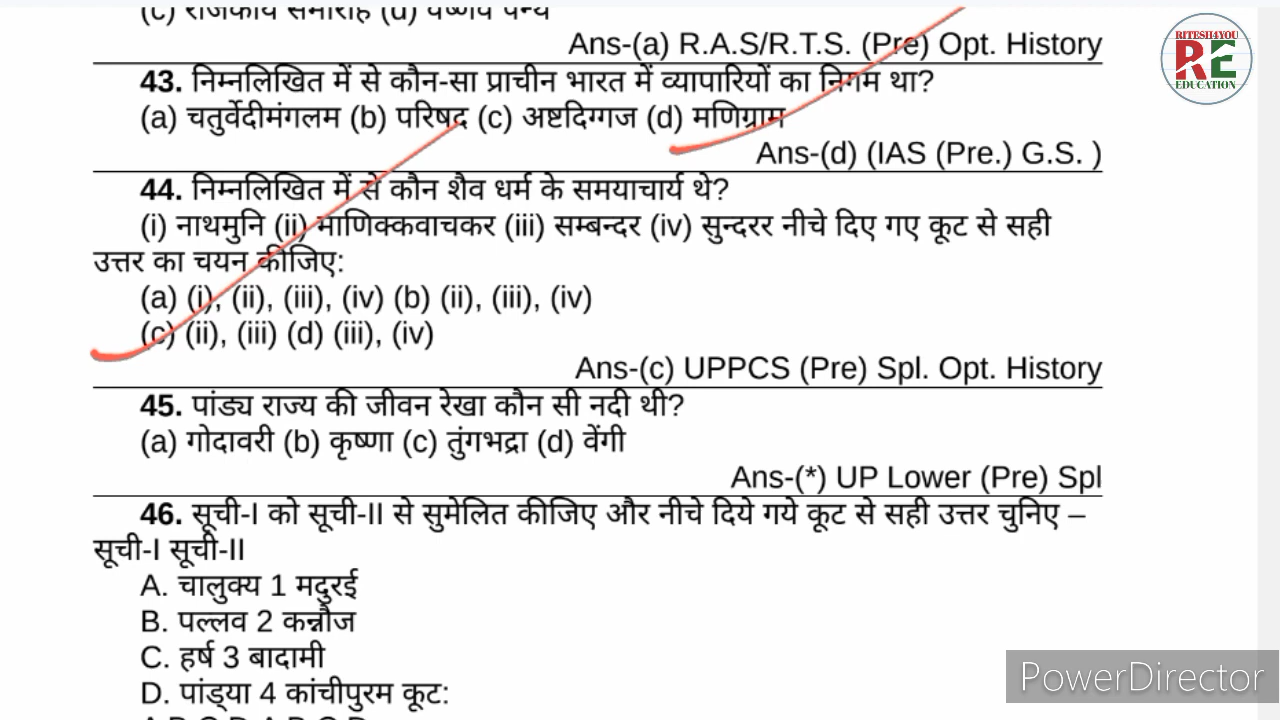 (c) राजकीय समारोह (d) वैष्णव पन्थ
Ans-(a) R.A.S/R.T.S. (Pre) Opt. History
RITESH4YOU
RE
EDUCATION
43. निम्नलिखित में से कौन-सा प्राचीन भारत में व्यापारियों का निगम था?
(a) चतुर्वेदीमंगलम (b) परिषद (c) अष्टदिग्गज (d) मणिग्राम
Ans-(d) (IAS (Pre.) G.S. )
44. निम्नलिखित में से कौन शैव धर्म के समयाचार्य थे?
(i) नाथमुनि (ii) माणिक्कवाचकर (iii) सम्बन्दर (iv) सुन्दरर नीचे दिए गए कूट से सही
उत्तर का चयन कीजिए:
(a) (i), (ii), (iii), (iv) (b) (ii), (iii), (iv)
(c) (ii), (iii) (d) (iii), (iv)
Ans-(c) UPPCS (Pre) Spl. Opt. History
45. पांड्य राज्य की जीवन रेखा कौन सी नदी थी?
(a) गोदावरी (b) कृष्णा (c) तुंगभद्रा (d) वेंगी
Ans-(*) UP Lower (Pre) Spl
46. सूची-I को सूची-II से सुमेलित कीजिए और नीचे दिये गये कूट से सही उत्तर चुनिए –
सूची-I सूची-II
A. चालुक्य 1 मदुरई
B. पल्लव 2 कन्नौज
C. हर्ष 3 बादामी
D. पांड्या 4 कांचीपुरम कूट:
PowerDirector